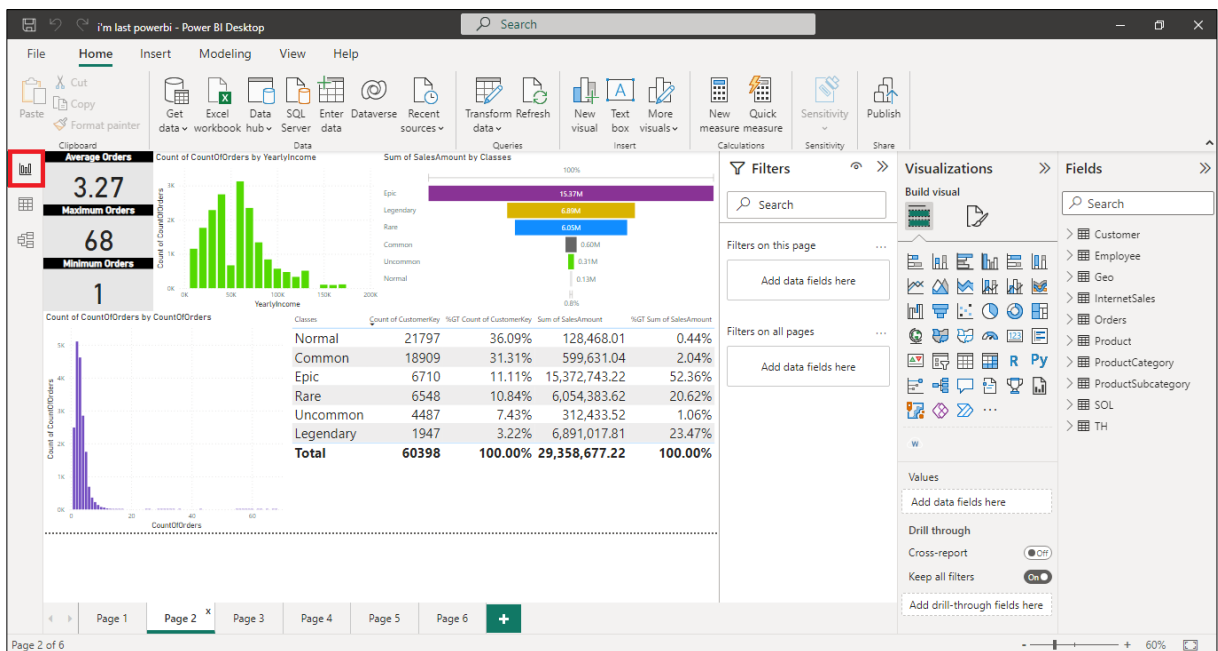 i'm last powerbi - Power BI Desktop
Search
File Home Insert Modeling View Help
Paste
Cut
Copy
Format painter
Clipboard
Get data
Excel workbook
Data hub
SQL Server
Enter data
Dataverse
Recent sources
Data
Transform data
Refresh
Queries
New visual
Text box
More visuals
Insert
New measure
Quick measure
Calculations
Sensitivity
Sensitivity
Publish
Share
Average Orders
3.27
Maximum Orders
68
Minimum Orders
1
Count of CountOfOrders by YearlyIncome
Count of CountOfOrders
3K
2K
1K
0K
0K 50K 100K 150K 200K
YearlyIncome
Sum of SalesAmount by Classes
100%
Epic 15.37M
Legendary 6.89M
Rare 6.05M
Common 0.60M
Uncommon 0.31M
Normal 0.13M
0.8%
Count of CountOfOrders by CountOfOrders
Count of CountOfOrders
5K
4K
3K
2K
1K
0K
0 20 40 60
CountOfOrders
Classes Count of CustomerKey %GT Count of CustomerKey Sum of SalesAmount %GT Sum of SalesAmount
Normal 21797 36.09% 128,468.01 0.44%
Common 18909 31.31% 599,631.04 2.04%
Epic 6710 11.11% 15,372,743.22 52.36%
Rare 6548 10.84% 6,054,383.62 20.62%
Uncommon 4487 7.43% 312,433.52 1.06%
Legendary 1947 3.22% 6,891,017.81 23.47%
Total 60398 100.00% 29,358,677.22 100.00%
Filters
Search
Filters on this page ...
Add data fields here
Filters on all pages ...
Add data fields here
Visualizations
Build visual
123
R Py
...
W
Values
Add data fields here
Drill through
Cross-report Off
Keep all filters On
Add drill-through fields here
Fields
Search
Customer
Employee
Geo
InternetSales
Orders
Product
ProductCategory
ProductSubcategory
SOL
TH
Page 1 Page 2 x Page 3 Page 4 Page 5 Page 6 +
Page 2 of 6
- + 60%